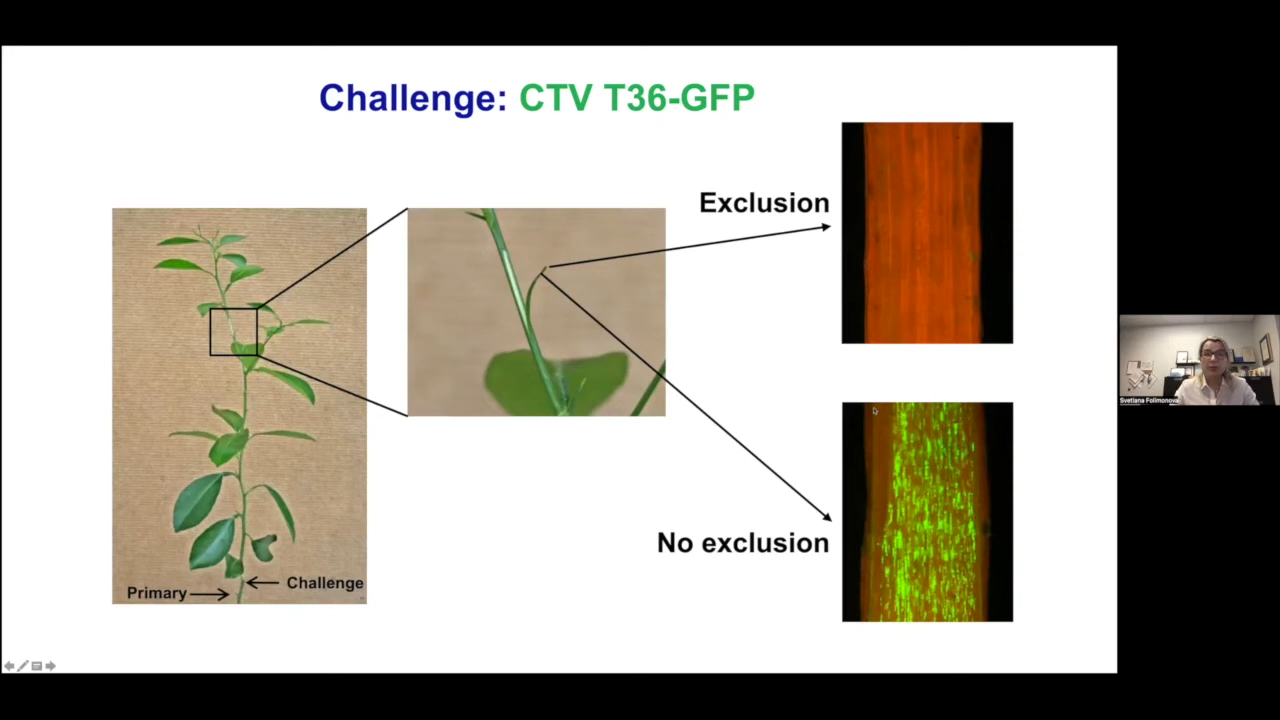 Challenge: CTV T36-GFP
Exclusion
No exclusion
Challenge
Primary
Svetlana Folimonova